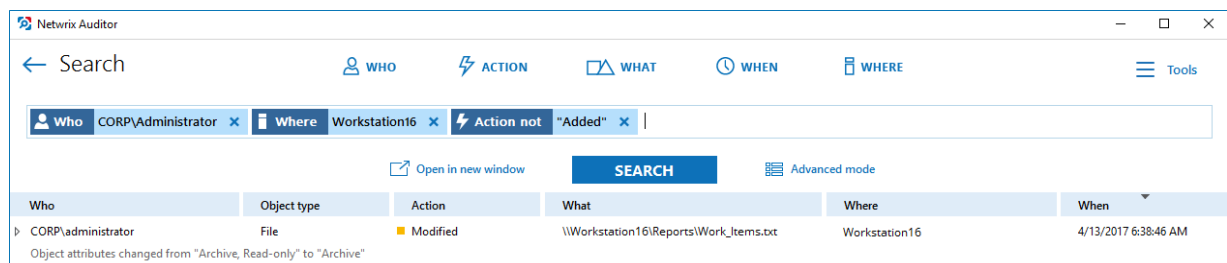 Netwrix Auditor
Search WHO ACTION WHAT WHEN WHERE Tools
Who CORP\Administrator Where Workstation16 Action not "Added"
Open in new window SEARCH Advanced mode
Who Object type Action What Where When
CORP\administrator File Modified \\Workstation16\Reports\Work_Items.txt Workstation16 4/13/2017 6:38:46 AM
Object attributes changed from "Archive, Read-only" to "Archive"